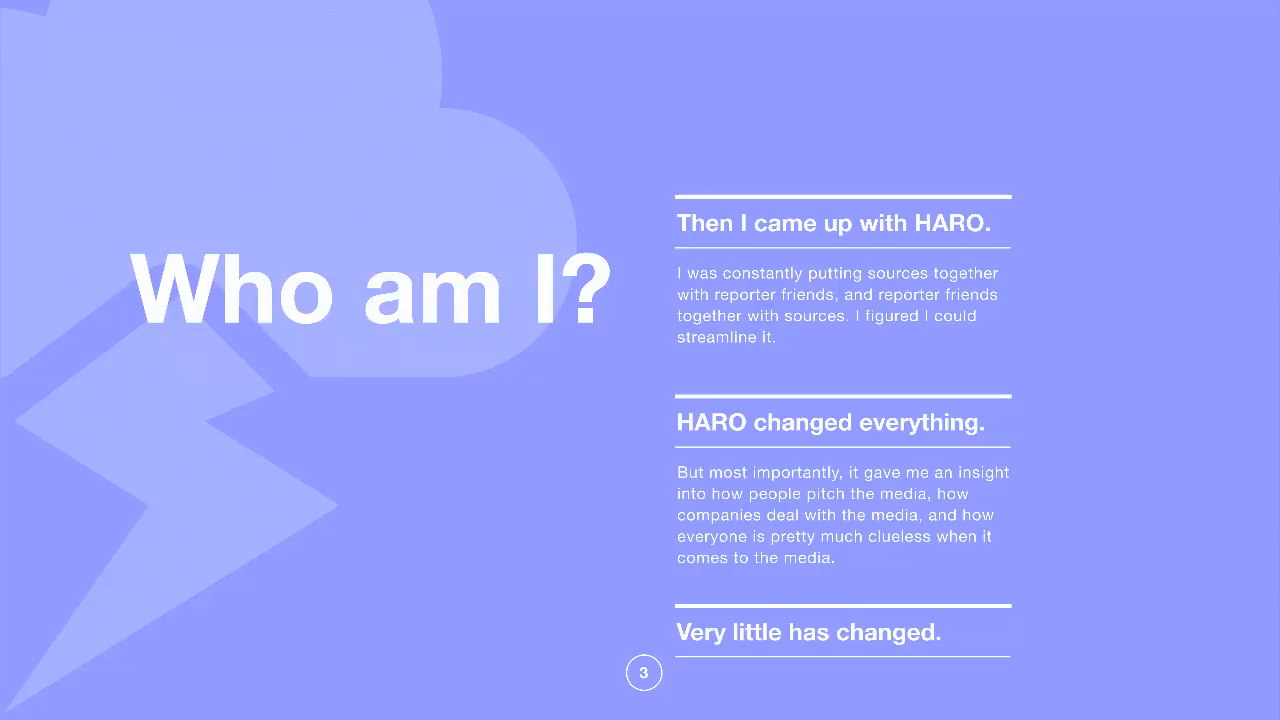 Who am I?
Then I came up with HARO.
I was constantly putting sources together
with reporter friends, and reporter friends
together with sources. I figured I could
streamline it.
HARO changed everything.
But most importantly, it gave me an insight
into how people pitch the media, how
companies deal with the media, and how
everyone is pretty much clueless when it
comes to the media.
Very little has changed.
3